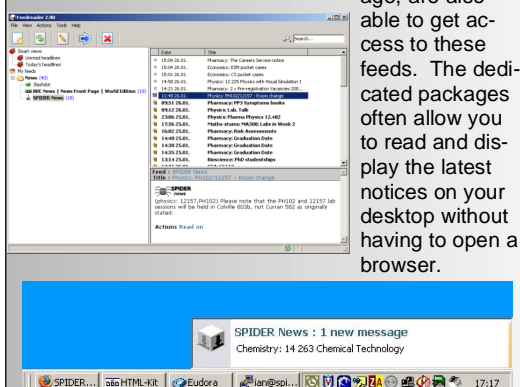 Feedreader 2.90
File View Actions Tools Help
Search...
Smart views
Unread headlines
Today's headlines
My feeds
News (40)
Slashdot
BBC News | News Front Page | World Edition (10)
SPIDER News (10)
Date Title
15:04 26.01. Pharmacy: The Careers Service notice
15:01 26.01. Economics: ESM pocket cases
15:01 26.01. Economics: CS pocket cases
14:50 26.01. Physics: 12.225 Physics with Visual Simulation 1
14:21 26.01. Pharmacy: 2 x Pre-registration Vacancies 200...
11:45 26.01. Physics: PH102/12157 - Room change
09:51 26.01. Pharmacy: PP3 Symptoms books
09:12 26.01. Physics: Lab. Talk
23:06 25.01. Physics: Plasma Physics 12.402
17:56 25.01. Maths-stams: MA308: Labs in Week 2
16:02 25.01. Pharmacy: Risk Assessments
14:39 25.01. Pharmacy: Graduation Date
14:38 25.01. Pharmacy: Graduation Date
14:35 25.01. Pharmacy: Graduation Date
13:14 25.01. Bioscience: PhD studentships
Feed : SPIDER News
Title : Physics: PH102/12157 - Room change
SPIDER
news
(physics: 12157,PH102) Please note that the PH102 and 12157 lab
sessions will be held in Colville 803b, not Curran 502 as originally
stated.
Actions Read on
age, are also
able to get ac-
cess to these
feeds. The dedi-
cated packages
often allow you
to read and dis-
play the latest
notices on your
desktop without
having to open a
browser.
SPIDER News : 1 new message
Chemistry: 14 263 Chemical Technology
SPIDER... HTML-Kit Eudora ian@spi... 17:17